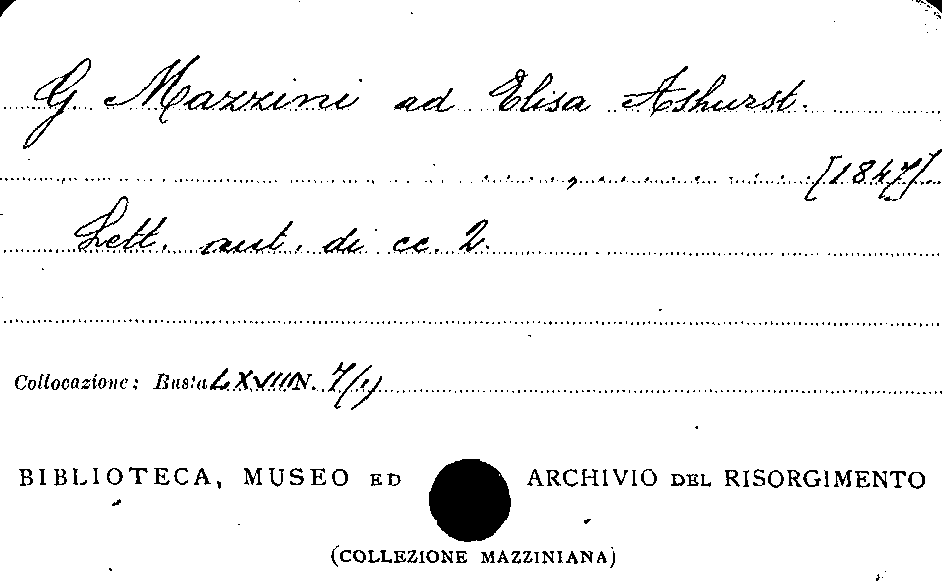 G. Mazzini ad Elisa Ashurst.
...., ........ [1847]
Lett. aut. di cc. 2.
Collocazione: Busta LXVIII N. 7(1)
BIBLIOTECA, MUSEO ED ARCHIVIO DEL RISORGIMENTO
(COLLEZIONE MAZZINIANA)